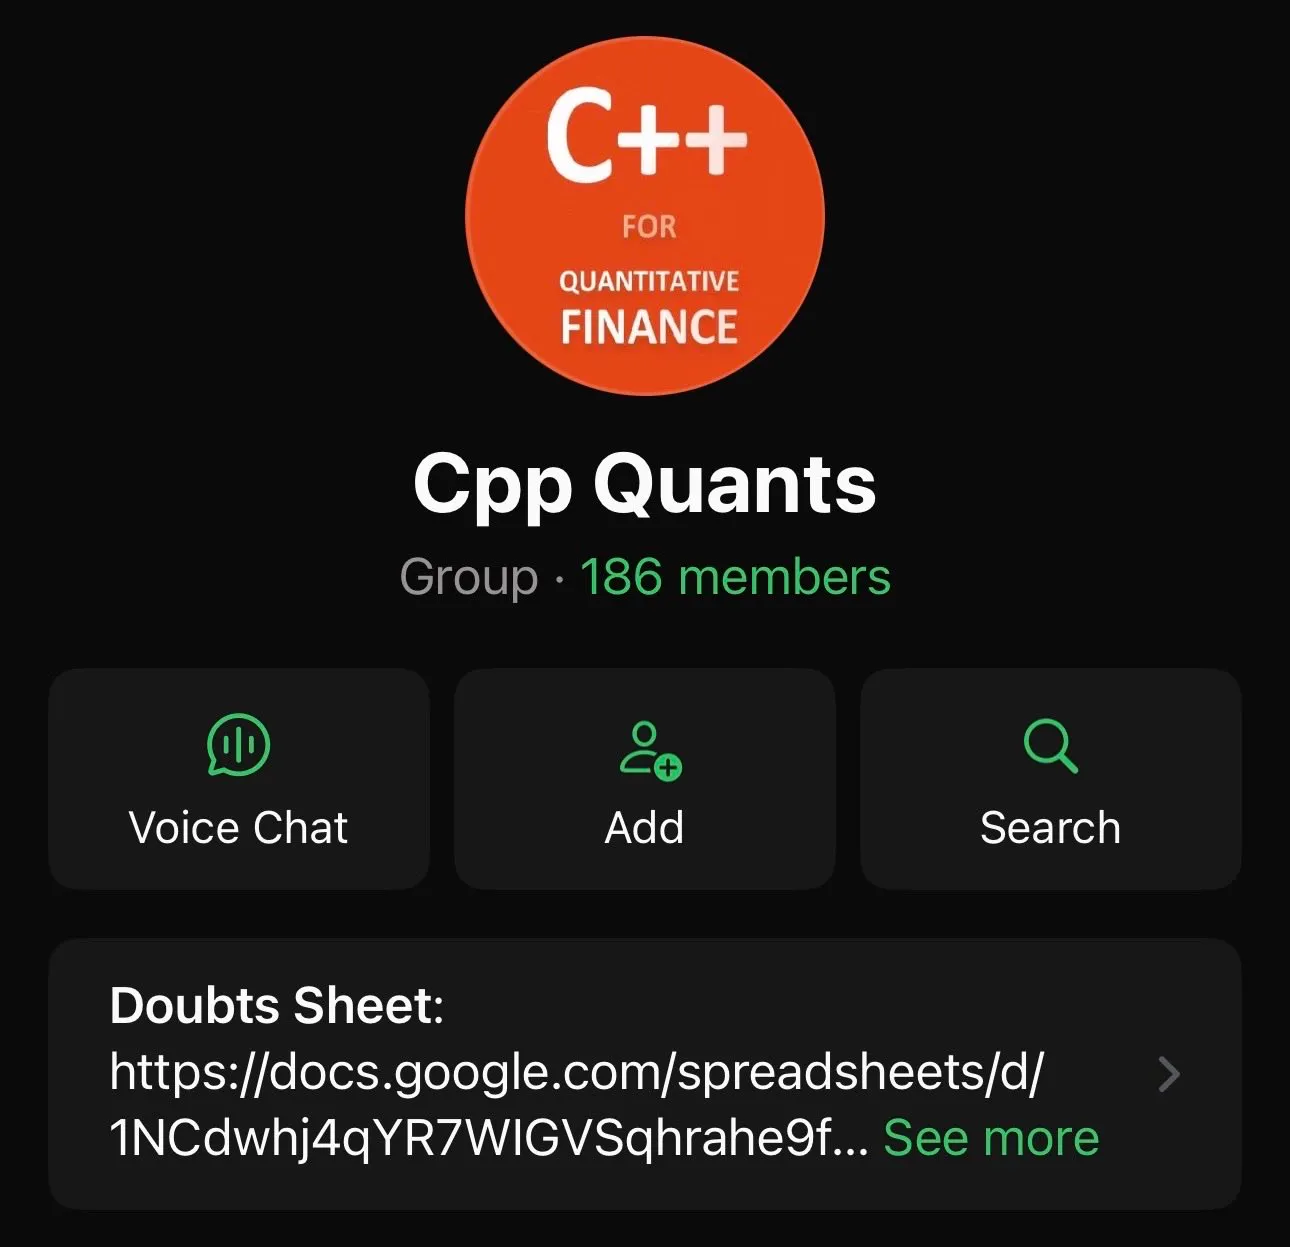 C++
FOR
QUANTITATIVE
FINANCE
Cpp Quants
Group · 186 members
Voice Chat
Add
Search
Doubts Sheet:
https://docs.google.com/spreadsheets/d/
1NCdwhj4qYR7WIGVSqhrahe9f... See more